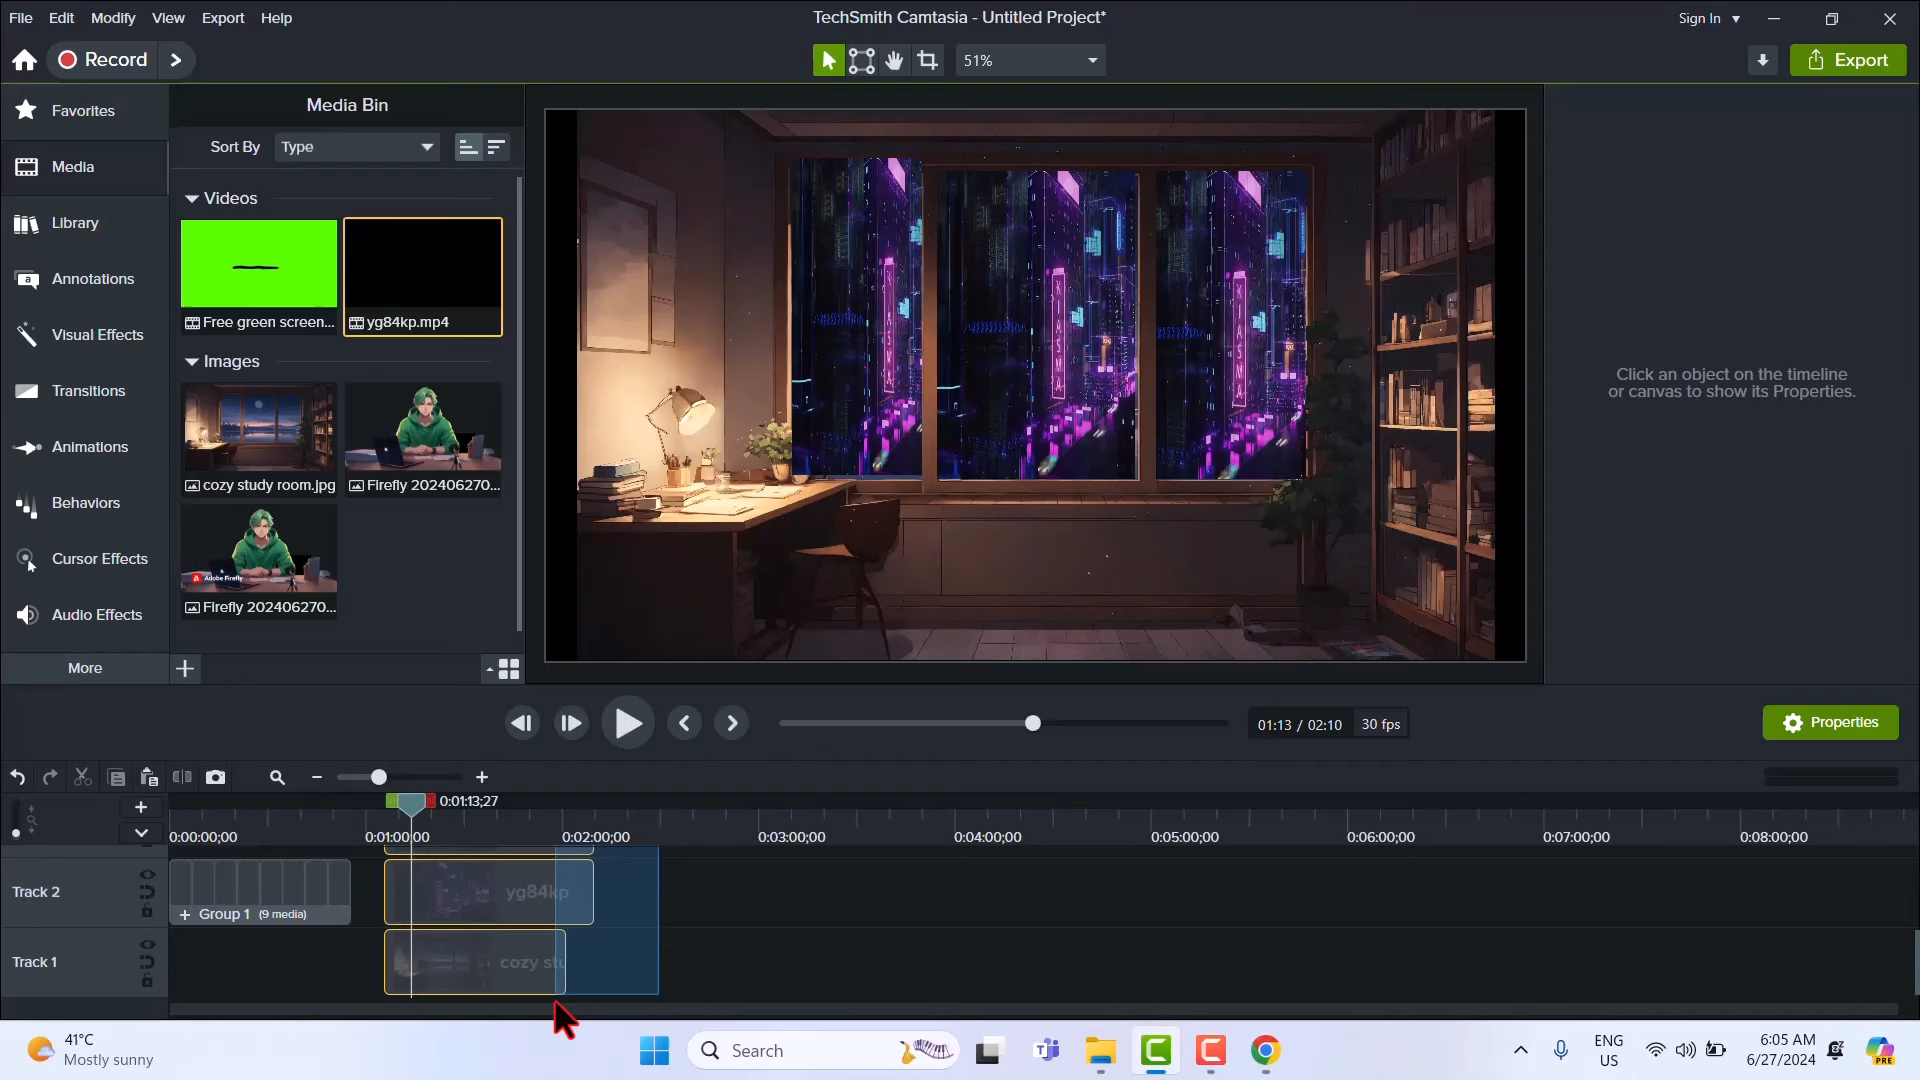 File Edit Modify View Export Help
TechSmith Camtasia - Untitled Project*
Sign In
Record
51%
Export
Favorites
Media
Library
Annotations
Visual Effects
Transitions
Animations
Behaviors
Cursor Effects
Audio Effects
More
Media Bin
Sort By Type
Videos
Free green screen...
yg84kp.mp4
Images
cozy study room.jpg
Firefly 202406270...
Adobe Firefly
Firefly 202406270...
Click an object on the timeline
or canvas to show its Properties.
01:13 / 02:10 30 fps
Properties
0:01:13;27
0:00:00;00 0:01:00;00 0:02:00;00 0:03:00;00 0:04:00;00 0:05:00;00 0:06:00;00 0:07:00;00 0:08:00;00
Track 2
+ Group 1 (9 media)
yg84kp
Track 1
cozy stu
41°C
Mostly sunny
Search
ENG
US
6:05 AM
6/27/2024
PRE